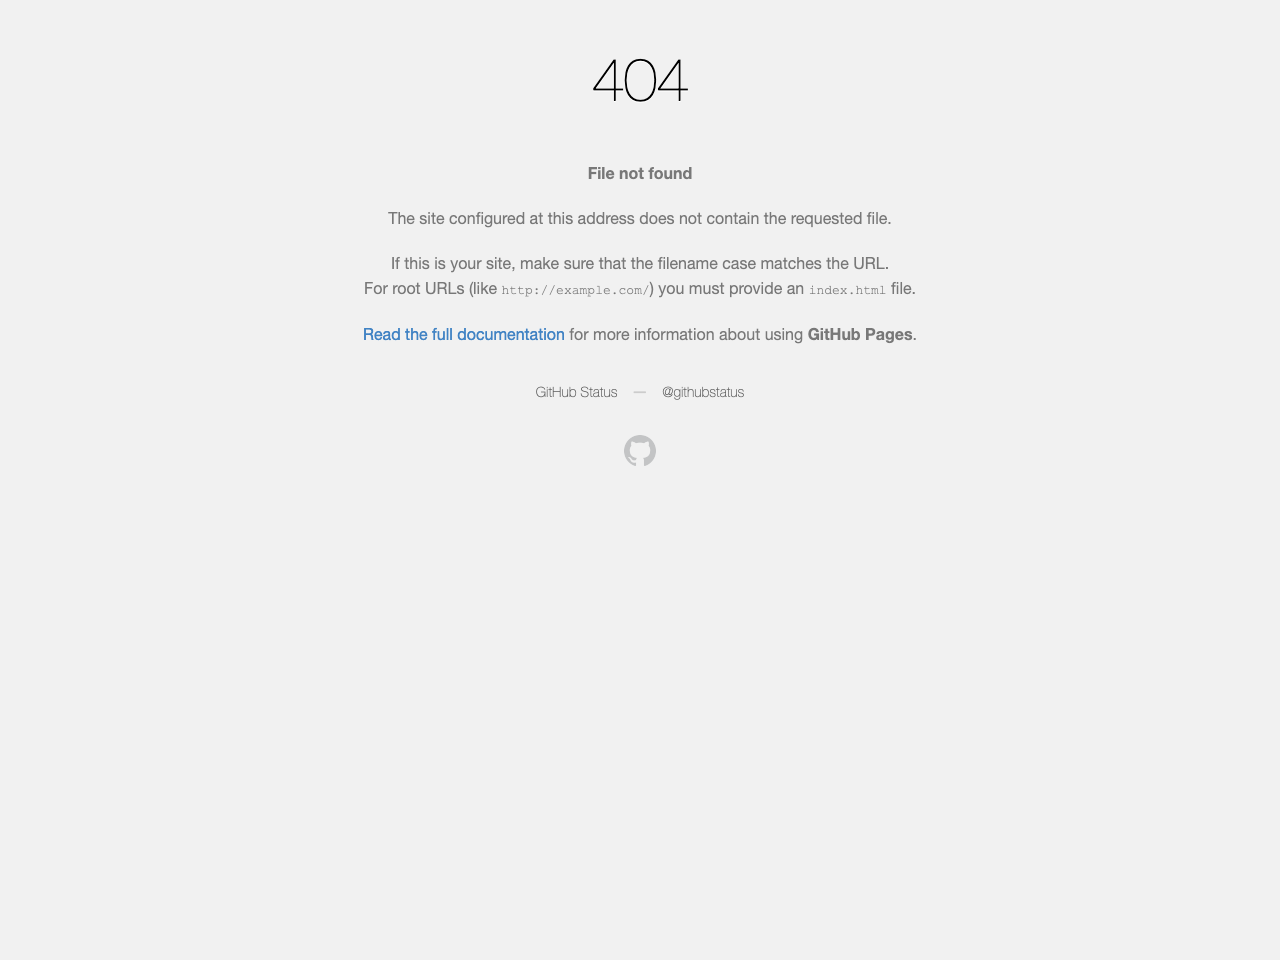 404
File not found
The site configured at this address does not contain the requested file.
If this is your site, make sure that the filename case matches the URL.
For root URLs (like http://example.com/) you must provide an index.html file.
Read the full documentation for more information about using GitHub Pages.
GitHub Status — @githubstatus